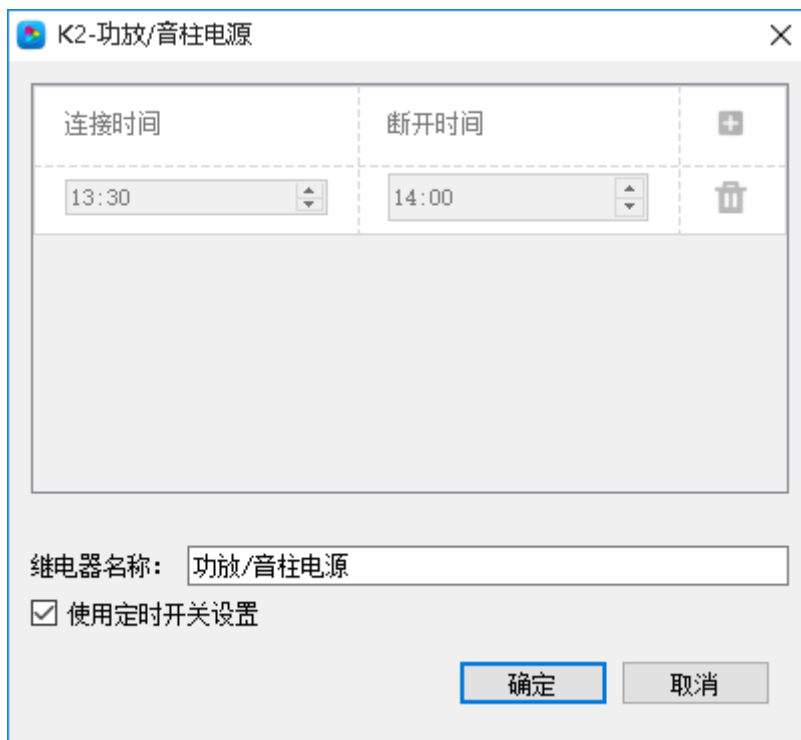 K2-功放/音柱电源
连接时间 断开时间
13:30 14:00
继电器名称： 功放/音柱电源
使用定时开关设置
确定 取消